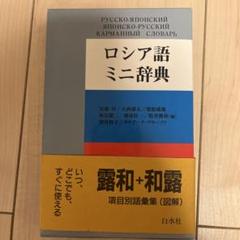 РУССКО-ЯПОНСКИЙ
ЯПОНСКО-РУССКИЙ
КАРМАННЫЙ СЛОВАРЬ
ロシア語
ミニ辞典
いつ、
どこでも、
すぐに使える
露和+和露
項目別語彙集(図解)
白水社